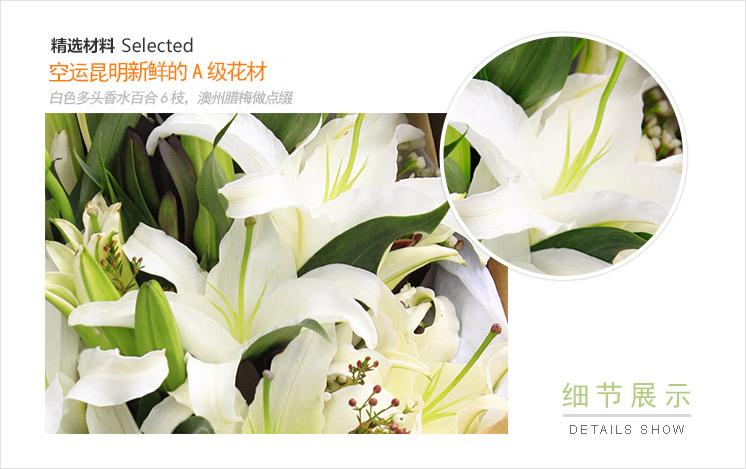 精选材料 Selected
空运昆明新鲜的 A 级花材
白色多头香水百合 6 枝，澳州腊梅做点缀
细节展示
DETAILS SHOW